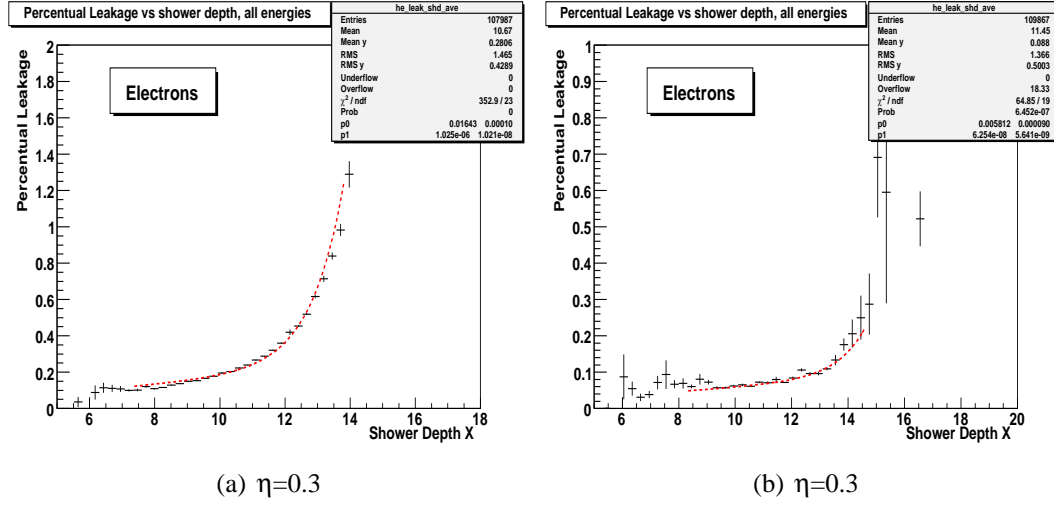 Percentual Leakage vs shower depth, all energies
he_leak_shd_ave
Entries 107987
Mean 10.67
Mean y 0.2806
RMS 1.465
RMS y 0.4289
Underflow 0
Overflow 0
χ² / ndf 352.9 / 23
Prob 0
p0 0.01643 0.00010
p1 1.025e-06 1.021e-08
Electrons
Percentual Leakage
2
1.8
1.6
1.4
1.2
1
0.8
0.6
0.4
0.2
0
6 8 10 12 14 16 18
Shower Depth X
(a) η=0.3
Percentual Leakage vs shower depth, all energies
he_leak_shd_ave
Entries 109867
Mean 11.45
Mean y 0.088
RMS 1.366
RMS y 0.5003
Underflow 0
Overflow 18.33
χ² / ndf 64.85 / 19
Prob 6.452e-07
p0 0.005812 0.000090
p1 6.254e-08 5.641e-09
Electrons
Percentual Leakage
1
0.9
0.8
0.7
0.6
0.5
0.4
0.3
0.2
0.1
0
6 8 10 12 14 16 18 20
Shower Depth X
(b) η=0.3